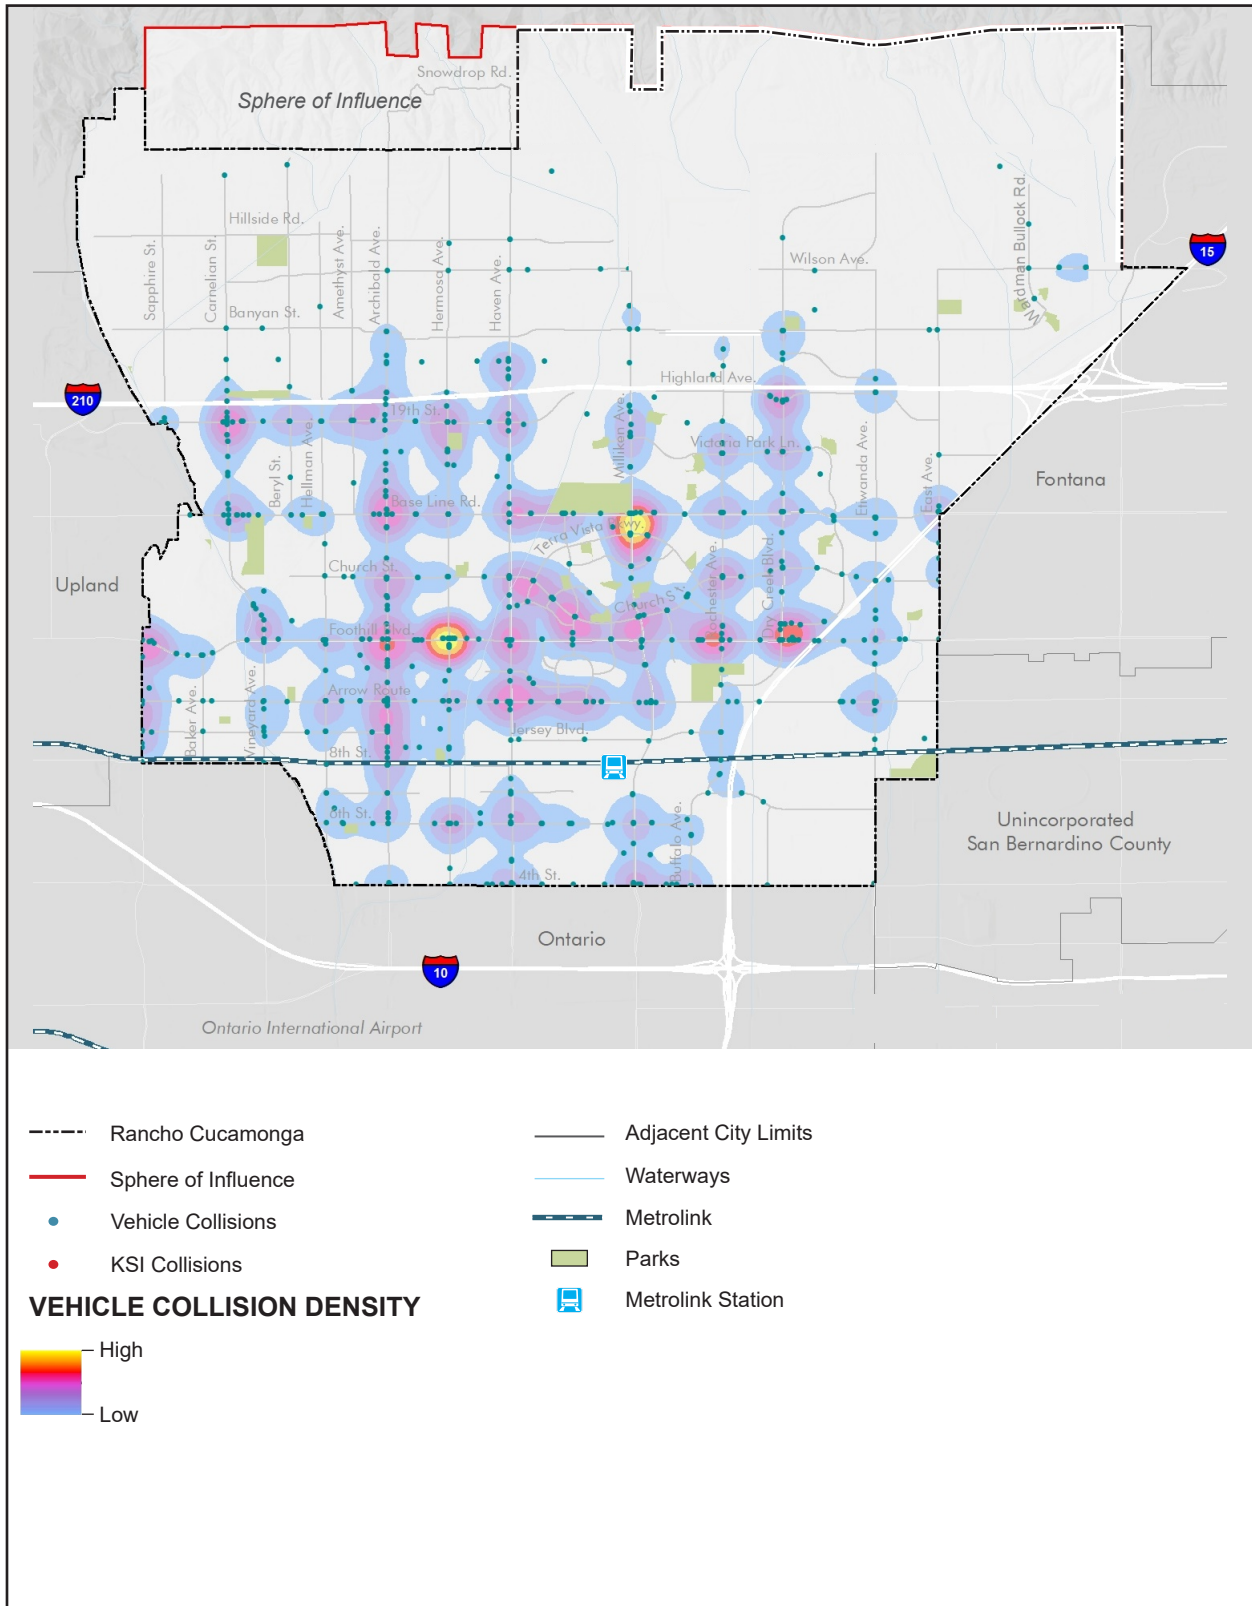 Snowdrop Rd.
Sphere of Influence
Hillside Rd.
Sapphire St.
Carnelian St.
Amethyst Ave.
Archibald Ave.
Hermosa Ave.
Haven Ave.
Wilson Ave.
Wardman Bullock Rd.
15
Banyan St.
210
Highland Ave.
19th St.
Milliken Ave.
Victoria Park Ln.
Beryl St.
Hellman Ave.
Etiwanda Ave.
East Ave.
Fontana
Base Line Rd.
Terra Vista Pkwy.
Upland
Church St.
Church St.
Rochester Ave.
Day Creek Blvd.
Foothill Blvd.
Arrow Route
Baker Ave.
Vineyard Ave.
Jersey Blvd.
8th St.
6th St.
Buffalo Ave.
Unincorporated
San Bernardino County
4th St.
Ontario
10
Ontario International Airport
Rancho Cucamonga
Sphere of Influence
Vehicle Collisions
KSI Collisions
Adjacent City Limits
Waterways
Metrolink
Parks
Metrolink Station
VEHICLE COLLISION DENSITY
High
Low